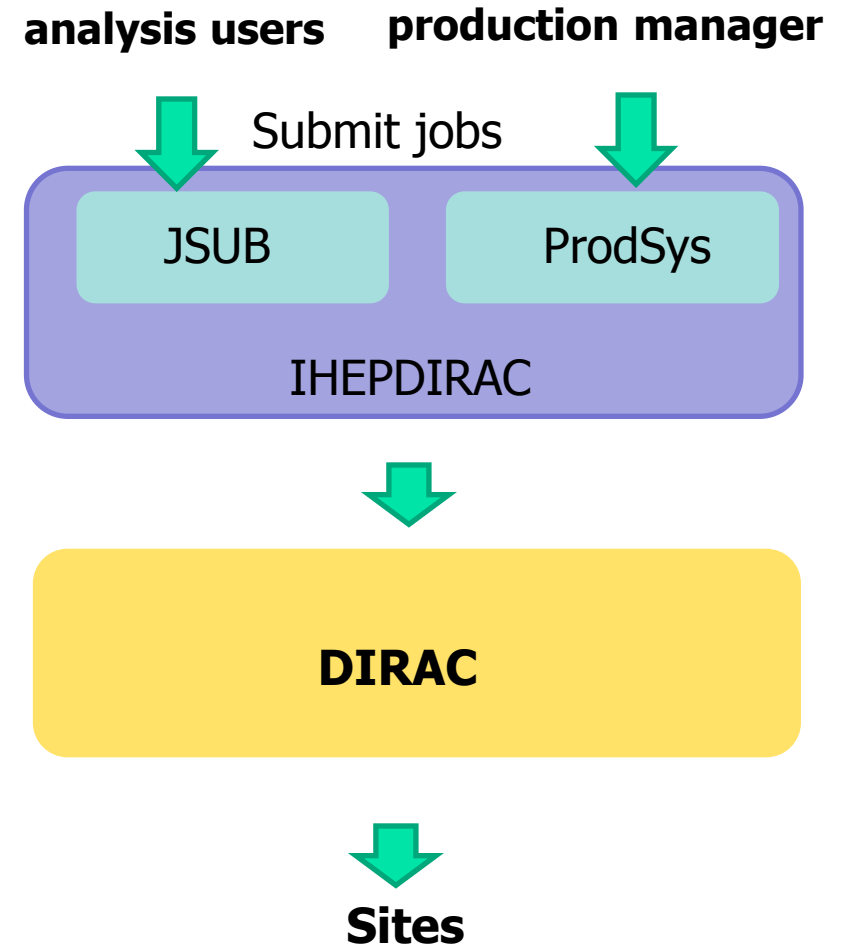 analysis users
production manager
Submit jobs
JSUB
ProdSys
IHEPDIRAC
DIRAC
Sites